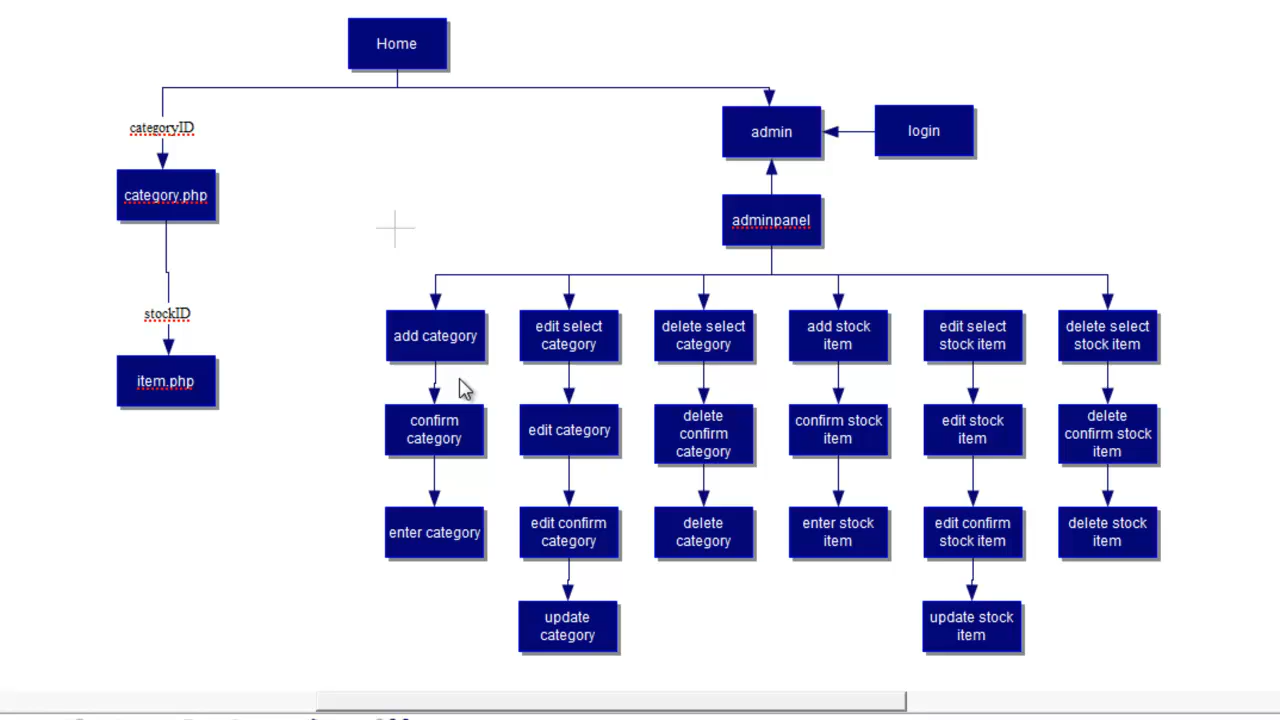 Home
categoryID
admin
login
category.php
adminpanel
stockID
item.php
add category
edit select
category
delete select
category
add stock
item
edit select
stock item
delete select
stock item
confirm
category
edit category
delete
confirm
category
confirm stock
item
edit stock
item
delete
confirm stock
item
enter category
edit confirm
category
delete
category
enter stock
item
edit confirm
stock item
delete stock
item
update
category
update stock
item